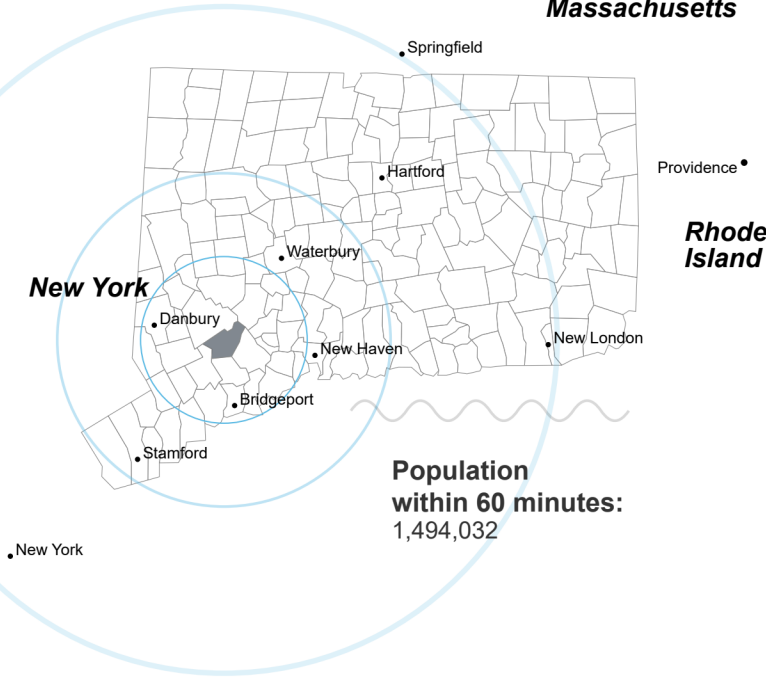 Massachusetts
Springfield
Providence
Hartford
Rhode
Island
Waterbury
New York
Danbury
New London
New Haven
Bridgeport
Stamford
Population
within 60 minutes:
1,494,032
New York